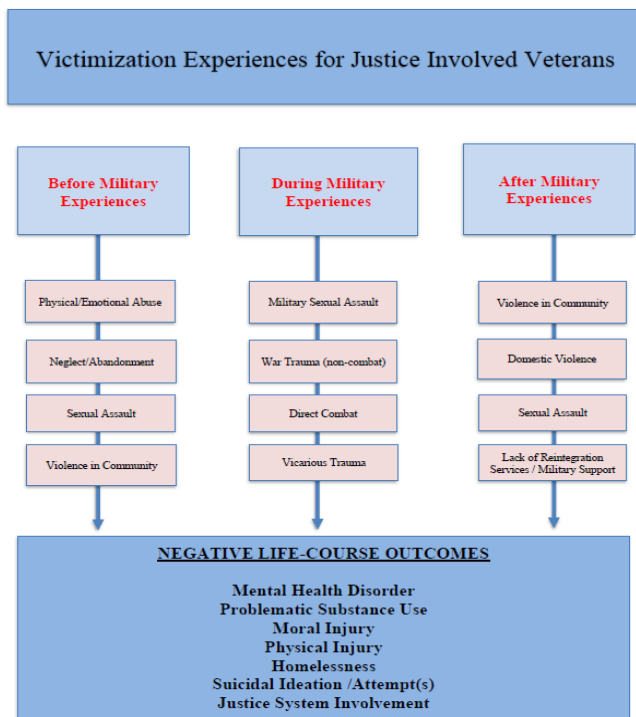 Victimization Experiences for Justice Involved Veterans
Before Military
Experiences
Physical/Emotional Abuse
Neglect/Abandonment
Sexual Assault
Violence in Community
During Military
Experiences
Military Sexual Assault
War Trauma (non-combat)
Direct Combat
Vicarious Trauma
After Military
Experiences
Violence in Community
Domestic Violence
Sexual Assault
Lack of Reintegration
Services / Military Support
NEGATIVE LIFE-COURSE OUTCOMES
Mental Health Disorder
Problematic Substance Use
Moral Injury
Physical Injury
Homelessness
Suicidal Ideation /Attempt(s)
Justice System Involvement